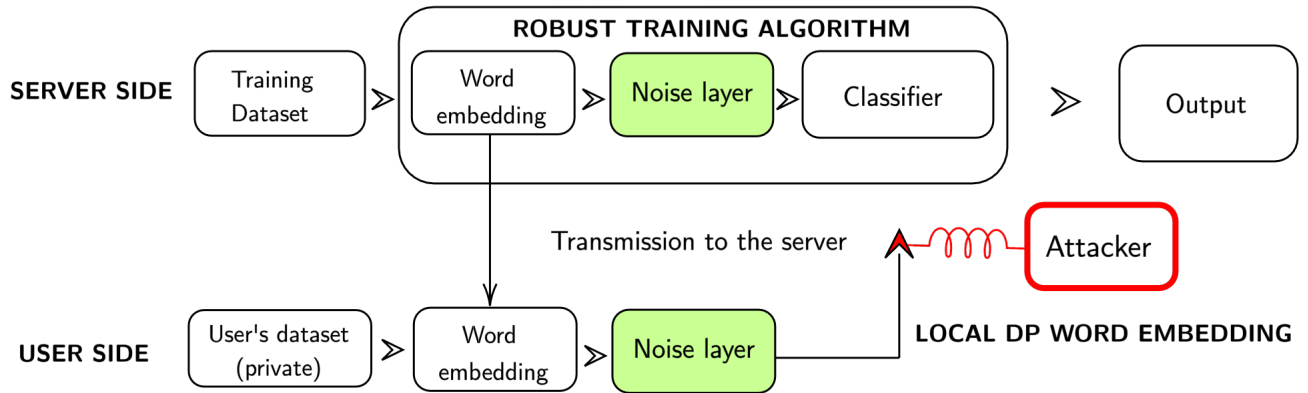 ROBUST TRAINING ALGORITHM
SERVER SIDE
Training
Dataset
Word
embedding
Noise layer
Classifier
Output
Transmission to the server
Attacker
LOCAL DP WORD EMBEDDING
USER SIDE
User's dataset
(private)
Word
embedding
Noise layer